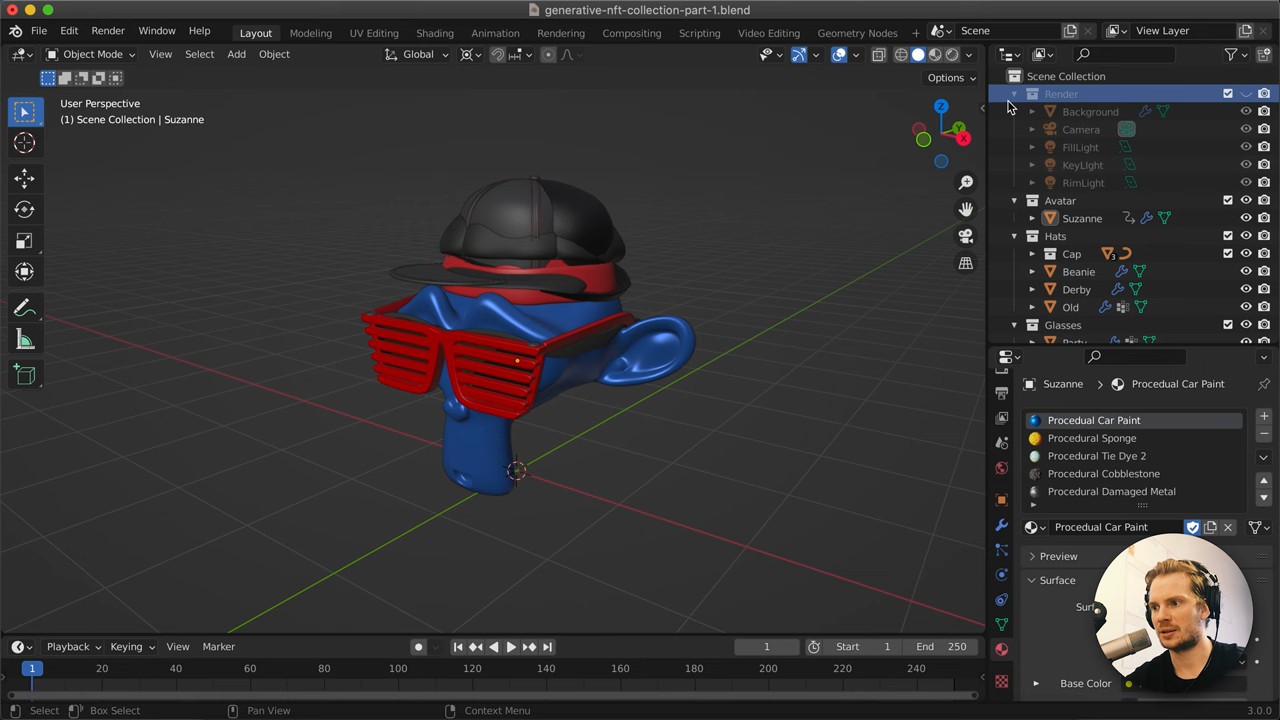 generative-nft-collection-part-1.blend
File Edit Render Window Help Layout Modeling UV Editing Shading Animation Rendering Compositing Scripting Video Editing Geometry Nodes + Scene View Layer
Object Mode View Select Add Object Global
Options
User Perspective
(1) Scene Collection | Suzanne
Z
Y
X
Scene Collection
Render
Background
Camera
FillLight
KeyLIght
RimLight
Avatar
Suzanne
Hats
Cap 3
Beanie
Derby
Old
Glasses
Party
Suzanne > Procedual Car Paint
Procedual Car Paint
Procedural Sponge
Procedural Tie Dye 2
Procedural Cobblestone
Procedural Damaged Metal
Procedual Car Paint
Preview
Surface
Base Color
Playback Keying View Marker 1 Start 1 End 250
1 20 40 60 80 100 120 140 160 180 200 220 240
Select Box Select Pan View Context Menu 3.0.0